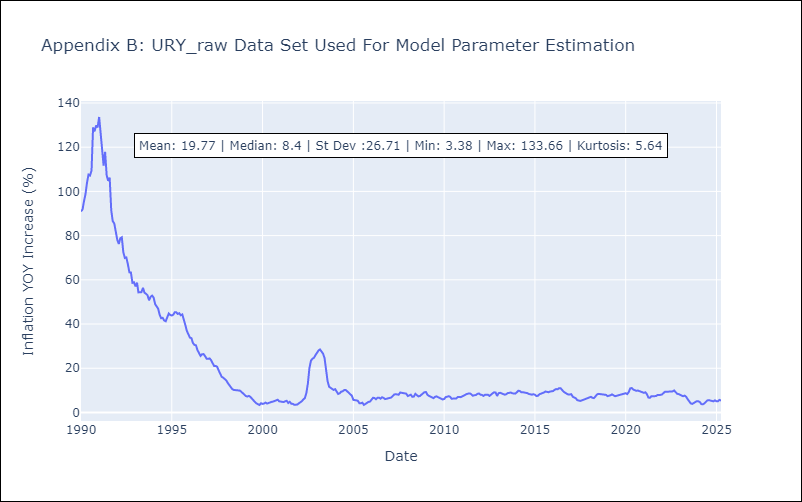 Appendix B: URY_raw Data Set Used For Model Parameter Estimation
140
Mean: 19.77 | Median: 8.4 | St Dev :26.71 | Min: 3.38 | Max: 133.66 | Kurtosis: 5.64
120
100
80
60
40
20
0
Inflation YOY Increase (%)
1990 1995 2000 2005 2010 2015 2020 2025
Date